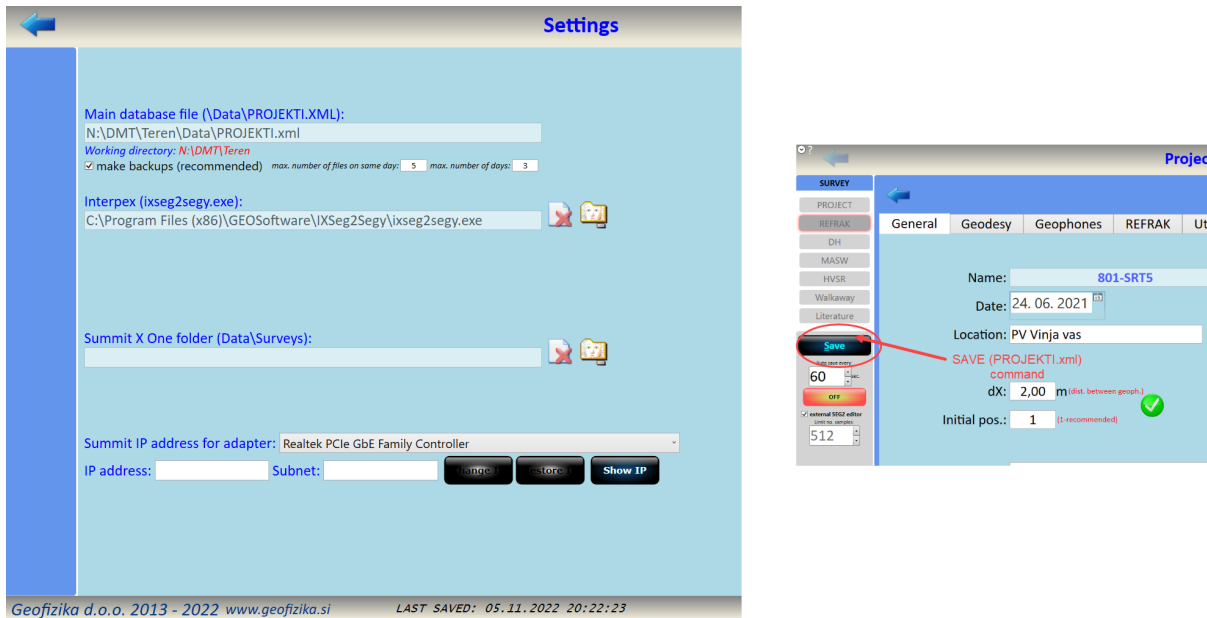 Settings
Main database file (\Data\PROJEKTI.XML):
N:\DMT\Teren\Data\PROJEKTI.xml
Working directory: N:\DMT\Teren
make backups (recommended) max. number of files on same day: 5 max. number of days: 3
Interpex (ixseg2segy.exe):
C:\Program Files (x86)\GEOSoftware\IXSeg2Segy\ixseg2segy.exe
Summit X One folder (Data\Surveys):
Summit IP address for adapter: Realtek PCIe GbE Family Controller
IP address: Subnet: Show IP
Geofizika d.o.o. 2013 - 2022 www.geofizika.si LAST SAVED: 05.11.2022 20:22:23
?
SURVEY
PROJECT
REFRAK
DH
MASW
HVSR
Walkaway
Literature
Save
save every:
60 sec.
OFF
external SEG2 editor
Limit no. samples:
512
General Geodesy Geophones REFRAK
Name: 801-SRT5
Date: 24. 06. 2021
Location: PV Vinja vas
SAVE (PROJEKTI.xml)
command
dX: 2,00 m (dist. between geoph.)
Initial pos.: 1 (1-recommended)